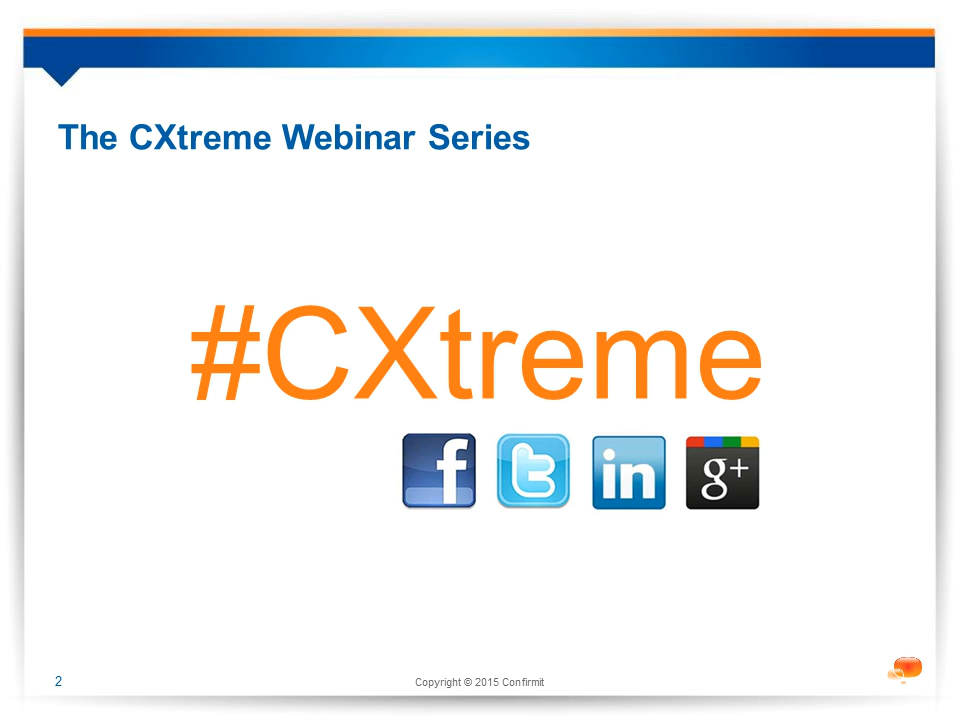 The CXtreme Webinar Series
#CXtreme
f t in g+
2
Copyright © 2015 Confirmit